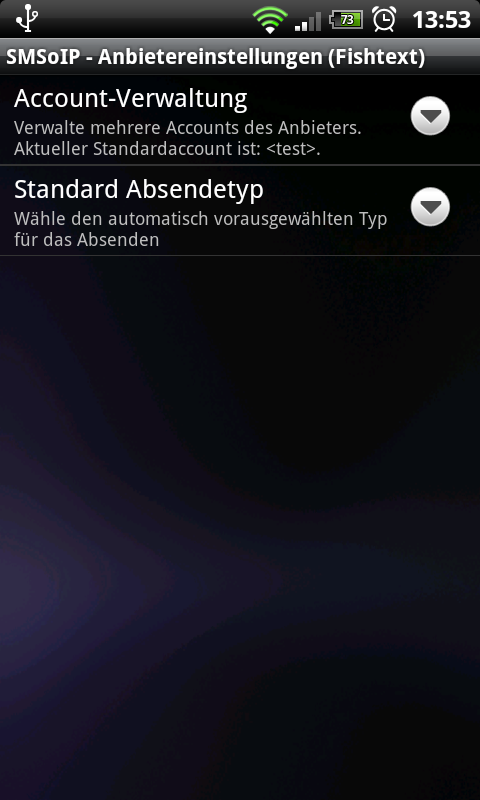 73
13:53
SMSoIP - Anbietereinstellungen (Fishtext)
Account-Verwaltung
Verwalte mehrere Accounts des Anbieters.
Aktueller Standardaccount ist: <test>.
Standard Absendetyp
Wähle den automatisch vorausgewählten Typ
für das Absenden